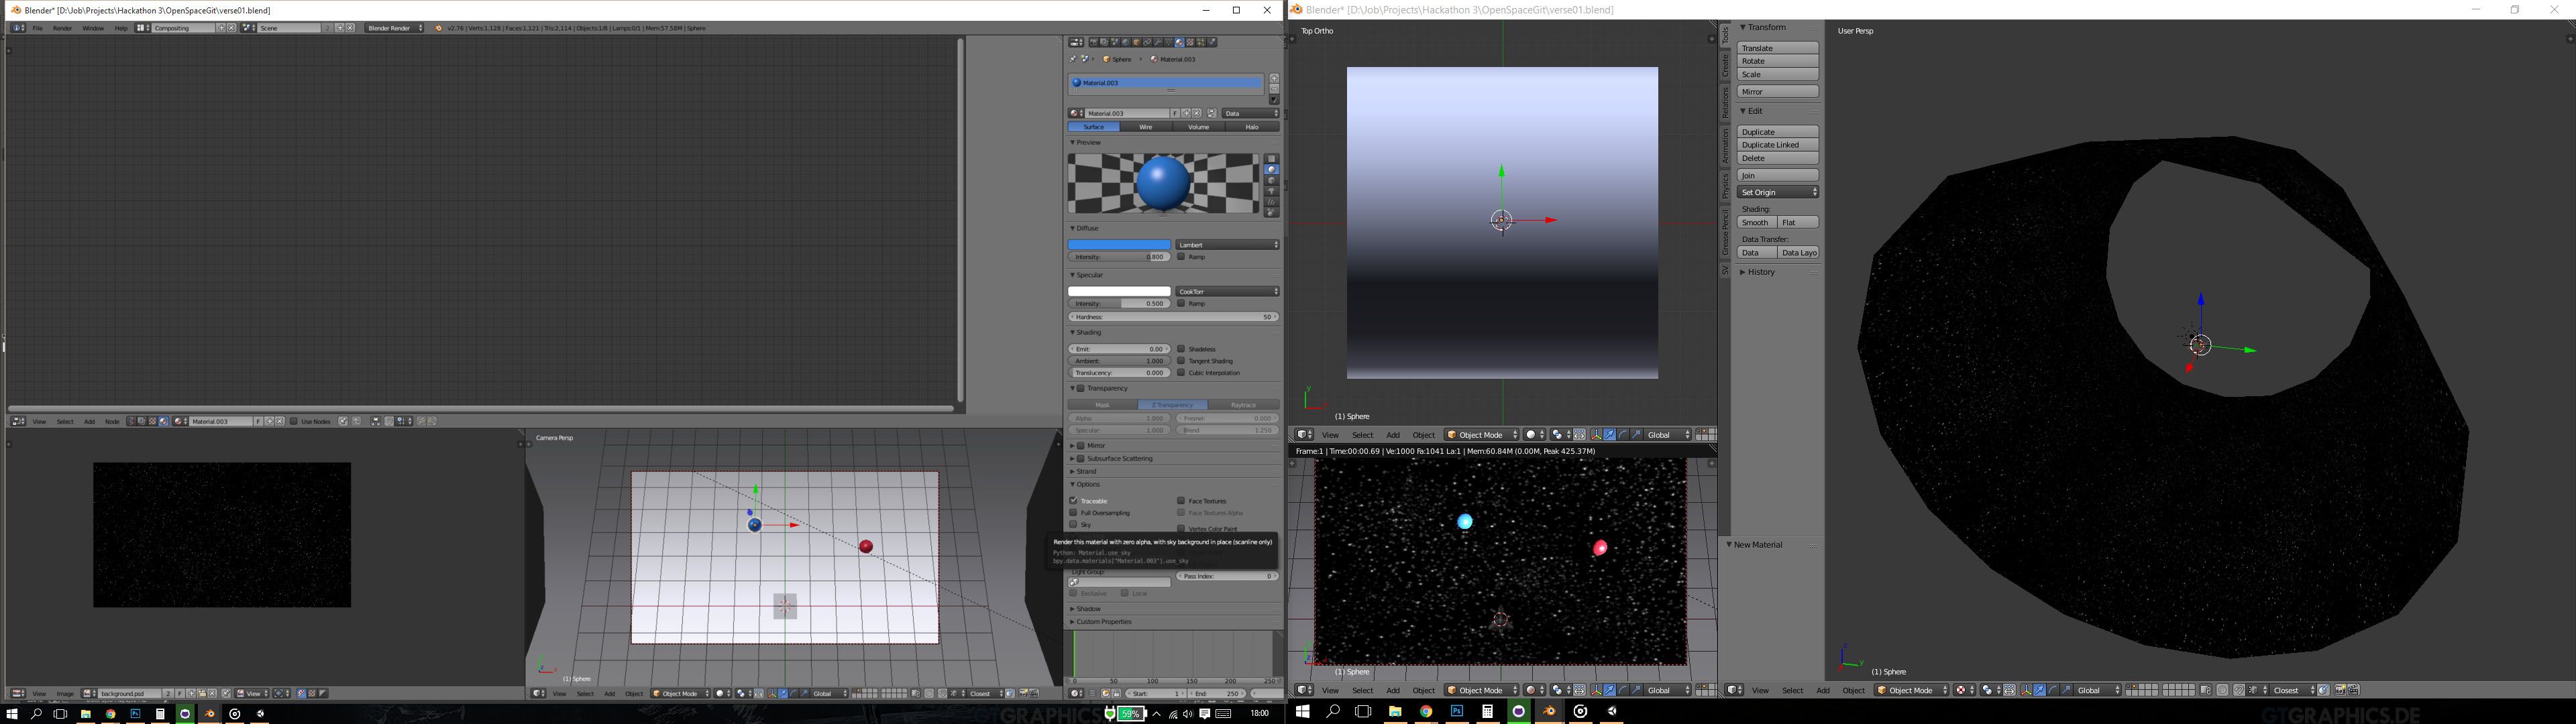 Blender* [D:\Job\Projects\Hackathon 3\OpenSpaceGit\verse01.blend]
File Render Window Help Compositing Scene 2 Blender Render v2.76 | Verts:1,128 | Faces:1,121 | Tris:2,114 | Objects:1/8 | Lamps:0/1 | Mem:57.58M | Sphere
Sphere Material.003
Material.003
Material.003 F Data
Surface Wire Volume Halo
Preview
Diffuse
Lambert
Intensity: 0.800 Ramp
Specular
CookTorr
Intensity: 0.500 Ramp
Hardness: 50
Shading
Emit: 0.00 Shadeless
Ambient: 1.000 Tangent Shading
Translucency: 0.000 Cubic Interpolation
Transparency
Mask Z Transparency Raytrace
Alpha: 1.000 Fresnel: 0.000
Specular: 1.000 Blend: 1.250
Mirror
Subsurface Scattering
Strand
Options
Traceable Face Textures
Full Oversampling Face Textures Alpha
Sky Vertex Color Paint
Render this material with zero alpha, with sky background in place (scanline only)
Python: Material.use_sky
bpy.data.materials["Material.003"].use_sky
Light Group: Pass Index: 0
Exclusive Local
Shadow
Custom Properties
View Select Add Node Material.003 F Use Nodes
Camera Persp
(1) Sphere
0 50 100 150 200 250
View Image background.psd 2 F View
View Select Add Object Object Mode Global Closest
Start: 1 End: 250
59% 18:00
Blender* [D:\Job\Projects\Hackathon 3\OpenSpaceGit\verse01.blend]
Top Ortho
(1) Sphere
View Select Add Object Object Mode Global
Frame:1 | Time:00:00.69 | Ve:1000 Fa:1041 La:1 | Mem:60.84M (0.00M, Peak 425.37M)
(1) Sphere
View Select Add Object Object Mode Global
Tools
Create
Relations
Animation
Physics
Grease Pencil
SV
Transform
Translate
Rotate
Scale
Mirror
Edit
Duplicate
Duplicate Linked
Delete
Join
Set Origin
Shading:
Smooth Flat
Data Transfer:
Data Data Layo
History
New Material
User Persp
(1) Sphere
View Select Add Object Object Mode Global Closest
GTGRAPHICS.DE